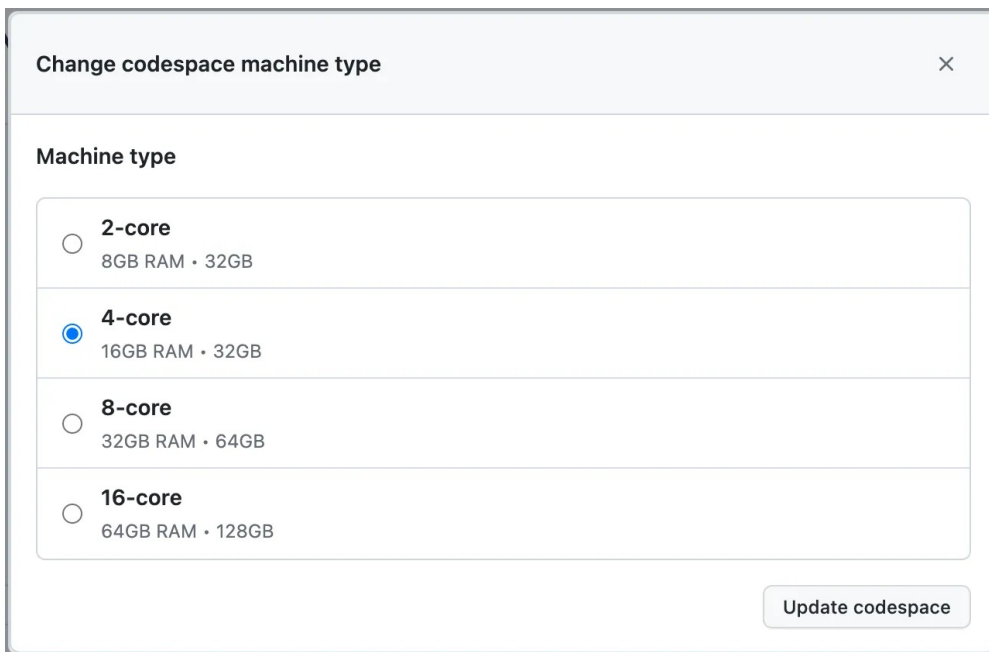 Change codespace machine type
Machine type
2-core
8GB RAM • 32GB
4-core
16GB RAM • 32GB
8-core
32GB RAM • 64GB
16-core
64GB RAM • 128GB
Update codespace